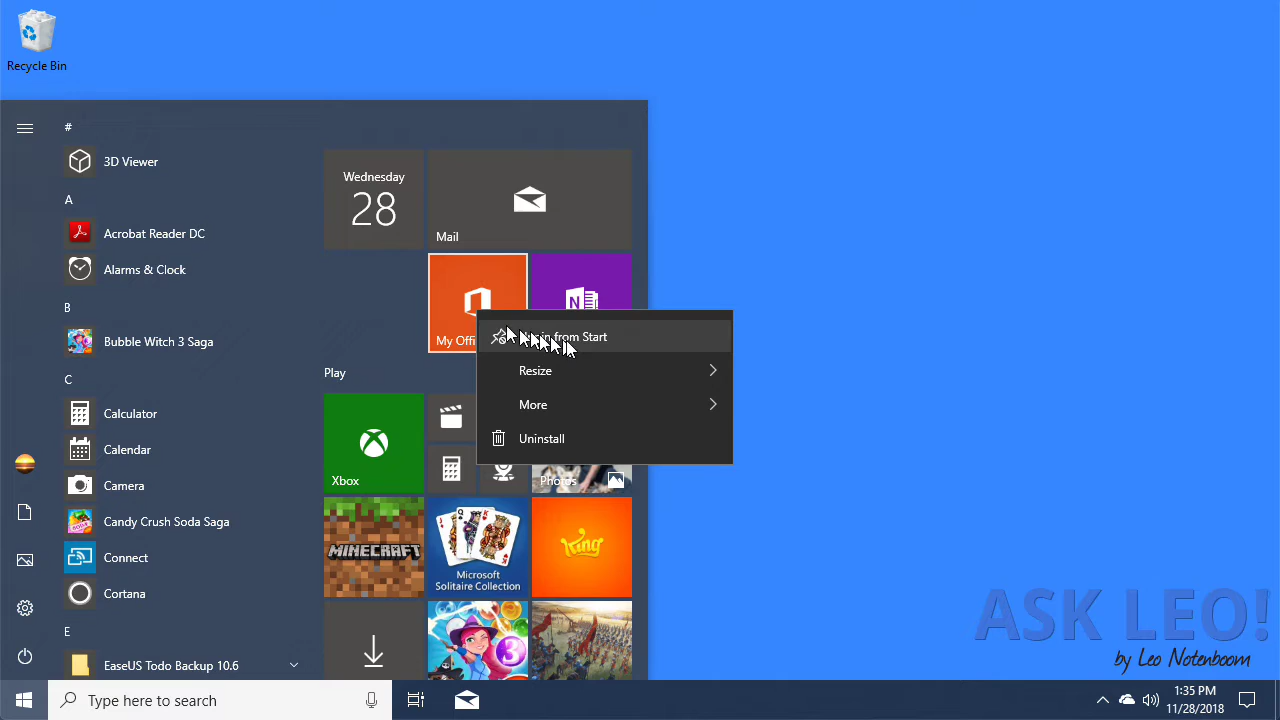 Recycle Bin
#
3D Viewer
A
Acrobat Reader DC
Alarms & Clock
B
Bubble Witch 3 Saga
C
Calculator
Calendar
Camera
Candy Crush Soda Saga
Connect
Cortana
E
EaseUS Todo Backup 10.6
Wednesday
28
Mail
My Offi
N
from Start
Resize
More
Uninstall
Play
Xbox
Photos
MINECRAFT
Microsoft
Solitaire Collection
King
3
Type here to search
ASK LEO!
by Leo Notenboom
1:35 PM
11/28/2018